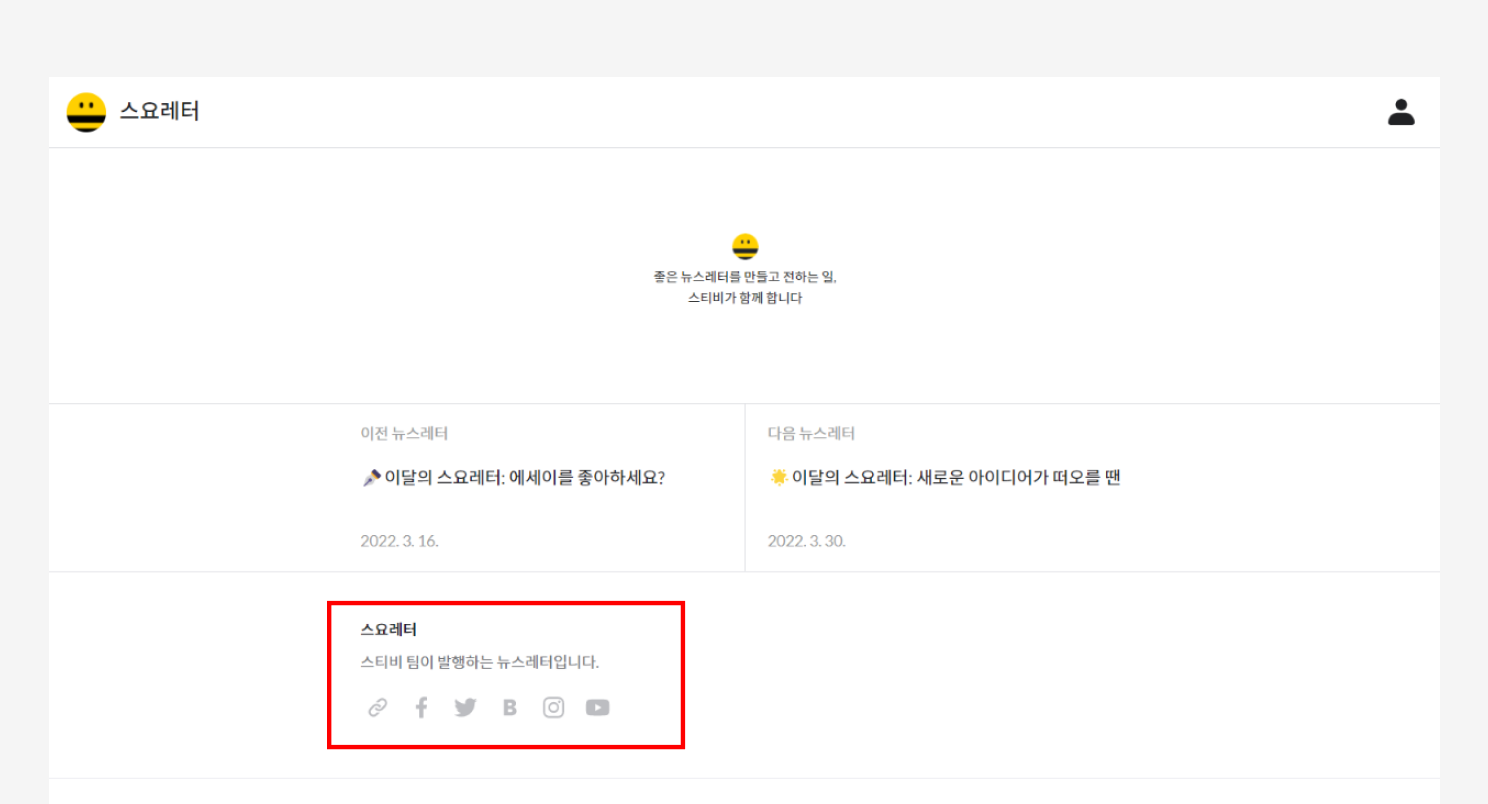 스요레터
좋은 뉴스레터를 만들고 전하는 일,
스티비가 함께 합니다
이전 뉴스레터
이달의 스요레터: 에세이를 좋아하세요?
2022. 3. 16.
다음 뉴스레터
이달의 스요레터: 새로운 아이디어가 떠오를 땐
2022. 3. 30.
스요레터
스티비 팀이 발행하는 뉴스레터입니다.